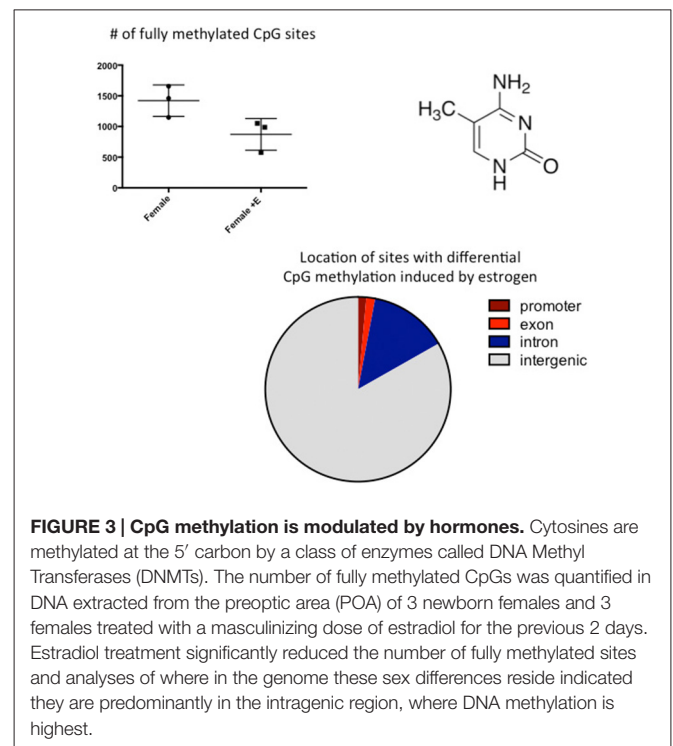 # of fully methylated CpG sites
2000
1500
1000
500
0
Female
Female +E
NH2
H3C
N
N
H
O
Location of sites with differential
CpG methylation induced by estrogen
promoter
exon
intron
intergenic
FIGURE 3 | CpG methylation is modulated by hormones. Cytosines are
methylated at the 5′ carbon by a class of enzymes called DNA Methyl
Transferases (DNMTs). The number of fully methylated CpGs was quantified in
DNA extracted from the preoptic area (POA) of 3 newborn females and 3
females treated with a masculinizing dose of estradiol for the previous 2 days.
Estradiol treatment significantly reduced the number of fully methylated sites
and analyses of where in the genome these sex differences reside indicated
they are predominantly in the intragenic region, where DNA methylation is
highest.